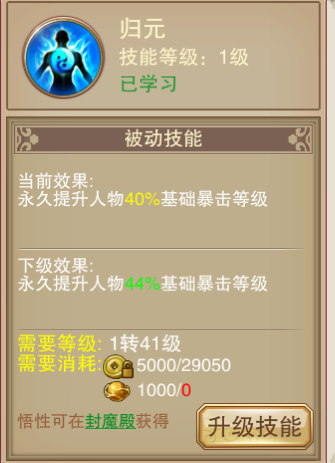 归元
技能等级：1级
已学习
被动技能
当前效果:
永久提升人物40%基础暴击等级
下级效果:
永久提升人物44%基础暴击等级
需要等级: 1转41级
需要消耗: 5000/29050
1000/0
悟性可在封魔殿获得
升级技能